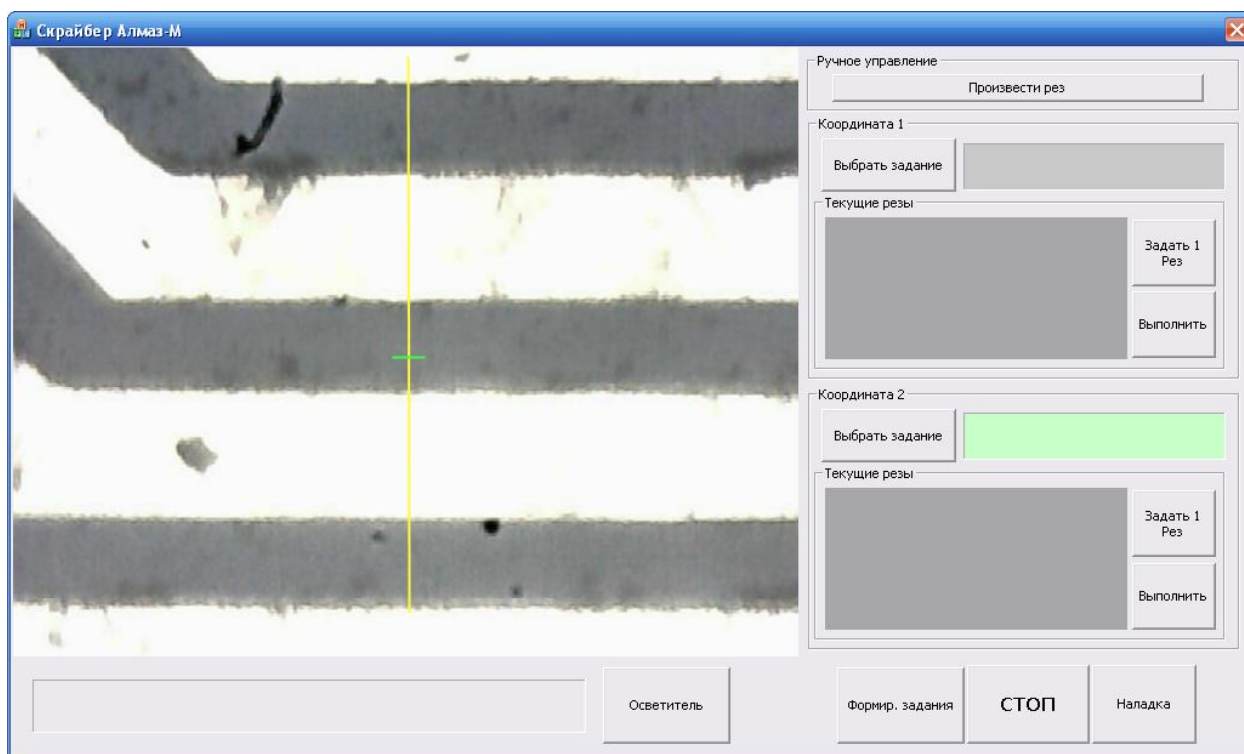 Скрайбер Алмаз-М
Ручное управление
Произвести рез
Координата 1
Выбрать задание
Текущие резы
Задать 1
Рез
Выполнить
Координата 2
Выбрать задание
Текущие резы
Задать 1
Рез
Выполнить
Осветитель
Формир. задания
СТОП
Наладка